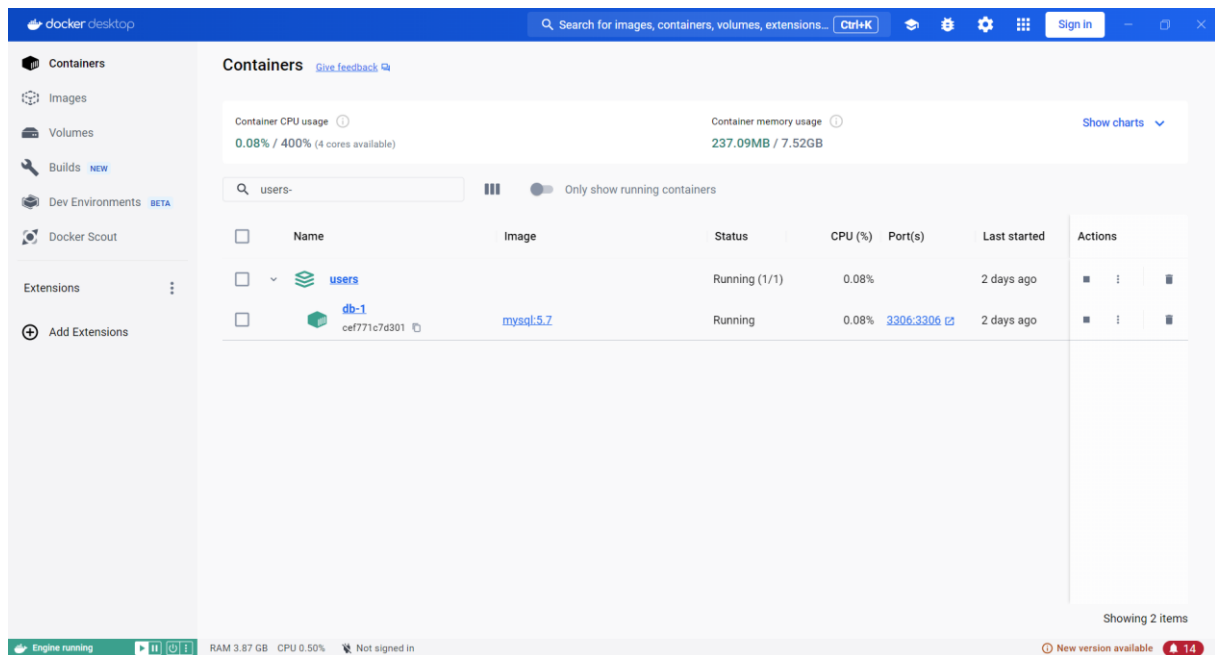 docker desktop
Search for images, containers, volumes, extensions... Ctrl+K
Sign in
Containers
Images
Volumes
Builds NEW
Dev Environments BETA
Docker Scout
Extensions
Add Extensions
Containers Give feedback
Container CPU usage
0.08% / 400% (4 cores available)
Container memory usage
237.09MB / 7.52GB
Show charts
users-
Only show running containers
Name Image Status CPU (%) Port(s) Last started Actions
users Running (1/1) 0.08% 2 days ago
db-1
cef771c7d301
mysql:5.7 Running 0.08% 3306:3306 2 days ago
Showing 2 items
Engine running
RAM 3.87 GB CPU 0.50% Not signed in
New version available 14